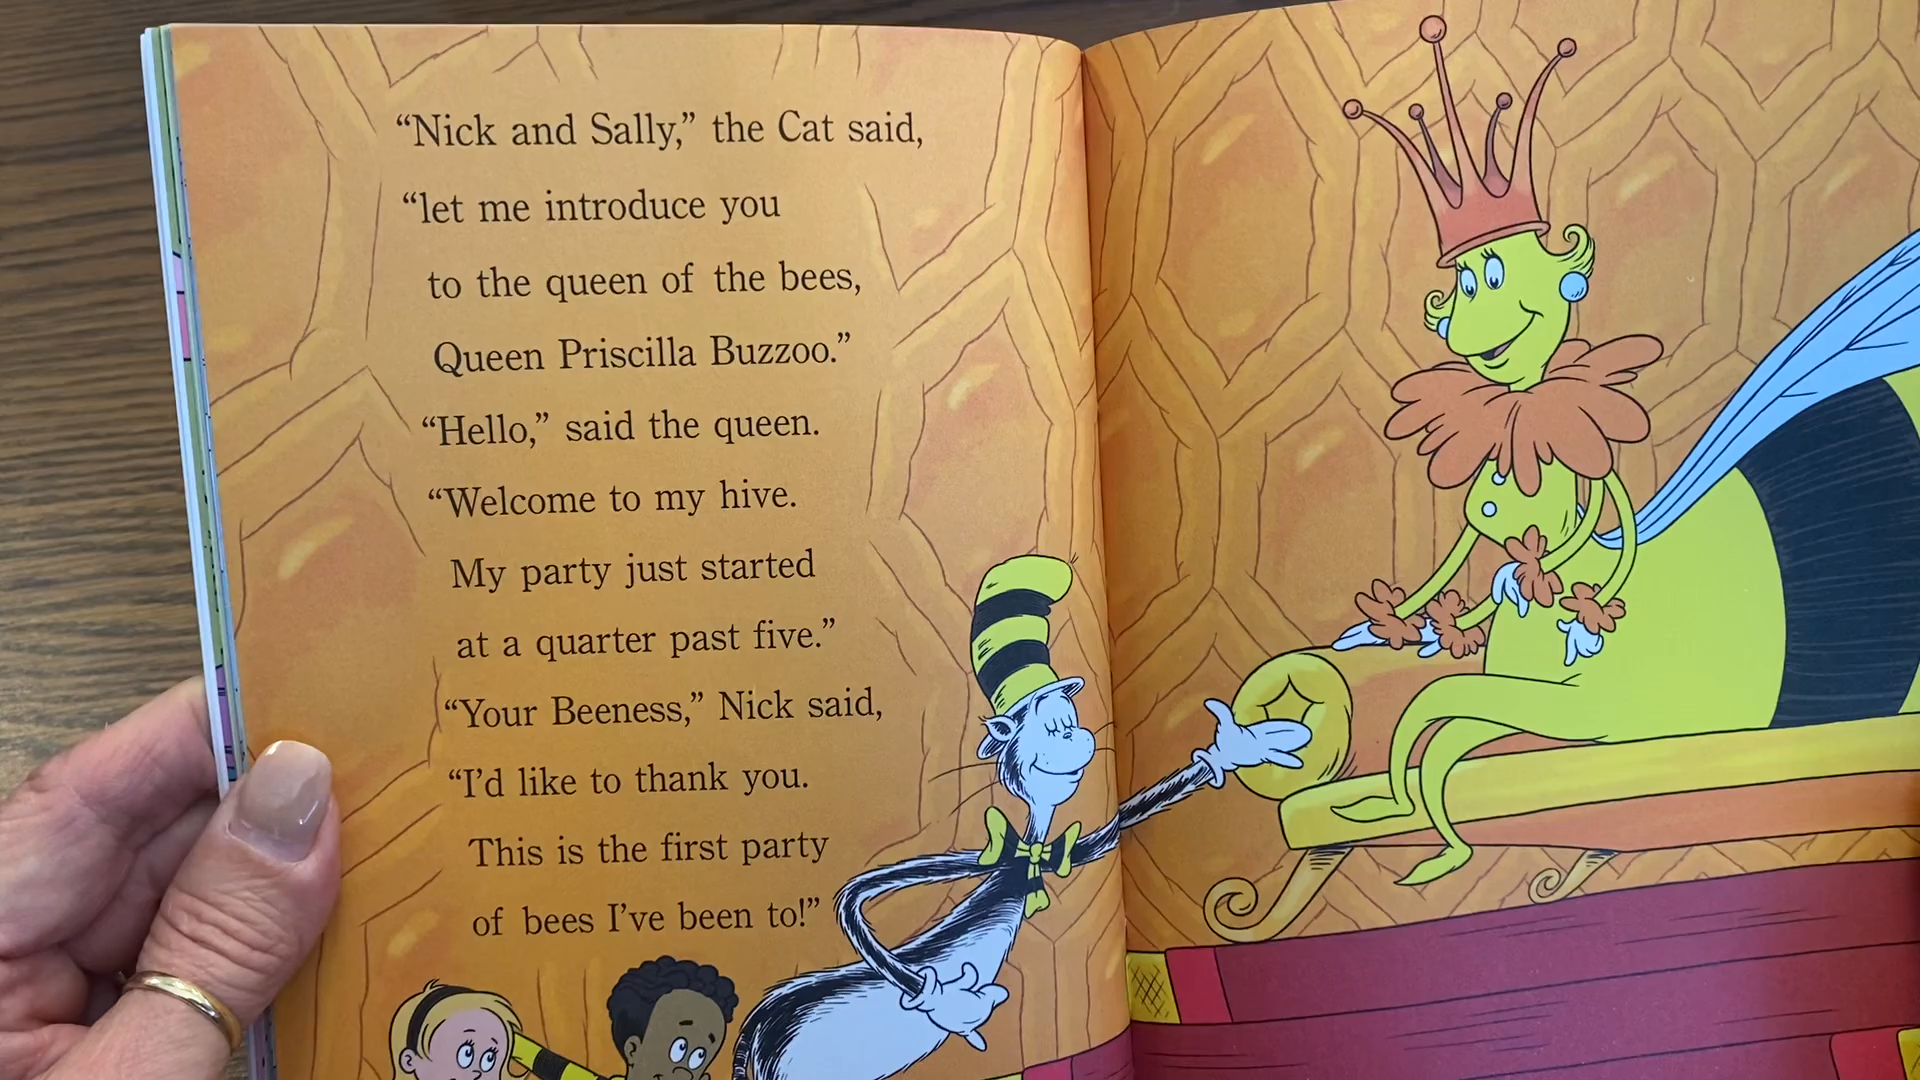 “Nick and Sally,” the Cat said,
“let me introduce you
to the queen of the bees,
Queen Priscilla Buzzoo.”
“Hello,” said the queen.
“Welcome to my hive.
My party just started
at a quarter past five.”
“Your Beeness,” Nick said,
“I’d like to thank you.
This is the first party
of bees I’ve been to!”